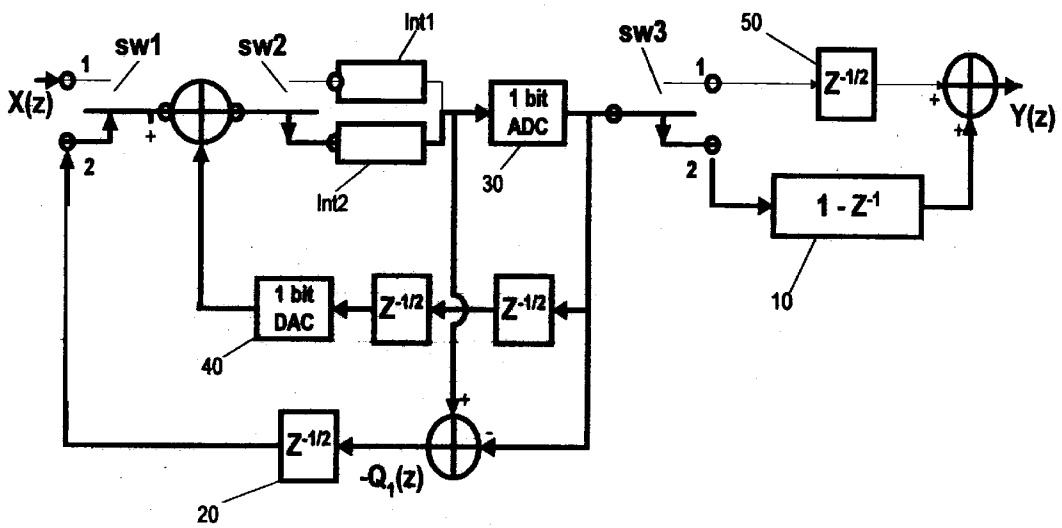 Int1
50
sw1
sw2
sw3
1
1
X(z)
+
1 bit
ADC
Z-1/2
+
+
Y(z)
2
Int2
30
2
1 - Z-1
10
1 bit
DAC
Z-1/2
Z-1/2
40
+
-
Z-1/2
-Q1(z)
20